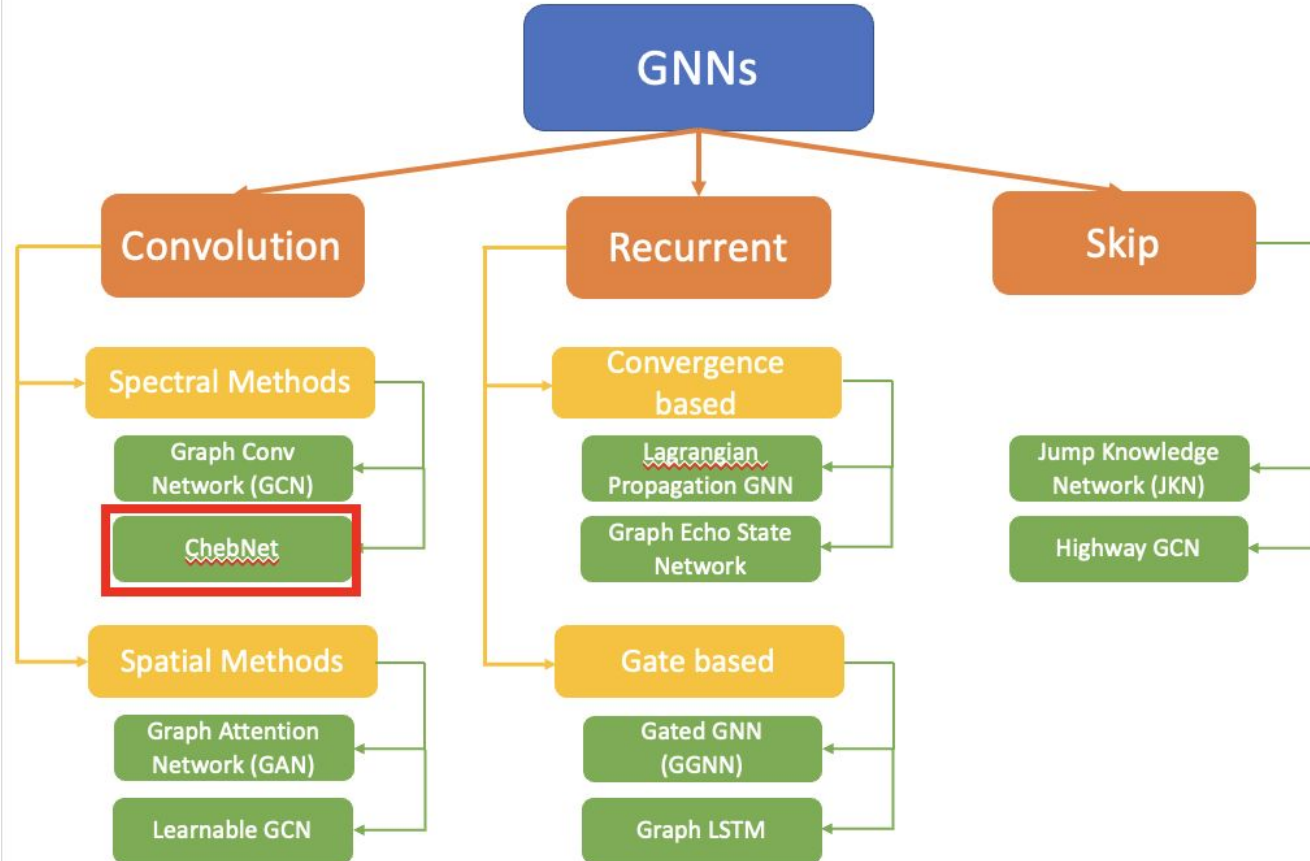 GNNs
Convolution
Recurrent
Skip
Spectral Methods
Graph Conv
Network (GCN)
ChebNet
Spatial Methods
Graph Attention
Network (GAN)
Learnable GCN
Convergence
based
Lagrangian
Propagation GNN
Graph Echo State
Network
Gate based
Gated GNN
(GGNN)
Graph LSTM
Jump Knowledge
Network (JKN)
Highway GCN